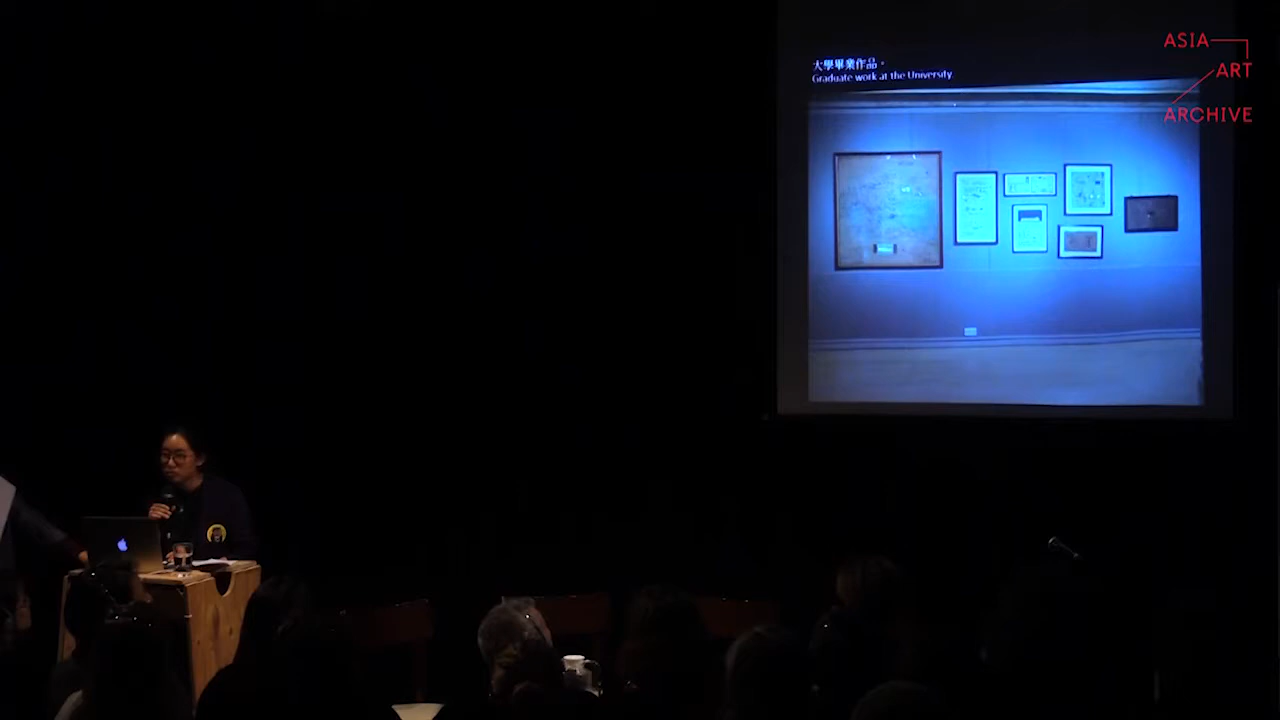 大學畢業作品。
Graduate work at the University.
ASIA
ART
ARCHIVE